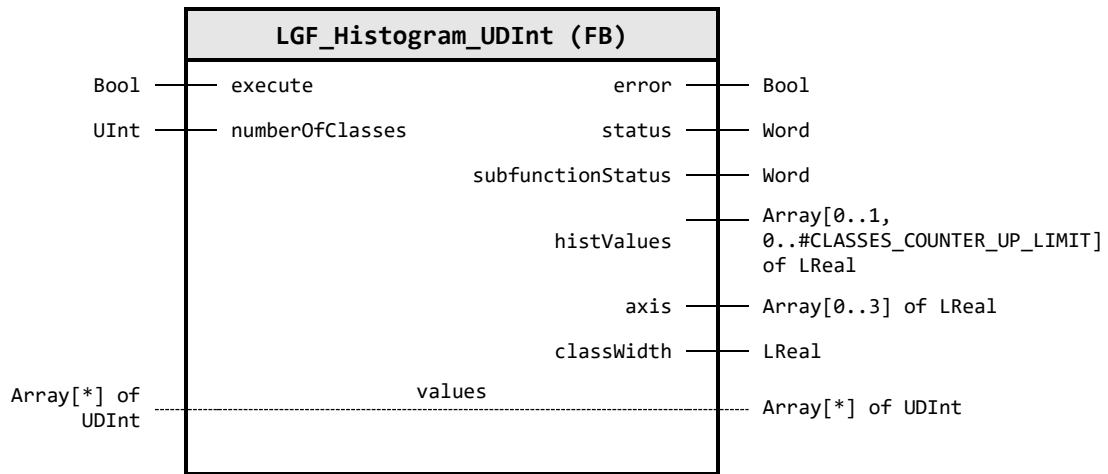 LGF_Histogram_UDInt (FB)
Bool execute error Bool
UInt numberOfClasses status Word
subfunctionStatus Word
histValues Array[0..1,
0..#CLASSES_COUNTER_UP_LIMIT]
of LReal
axis Array[0..3] of LReal
classWidth LReal
Array[*] of
UDInt
values
Array[*] of UDInt